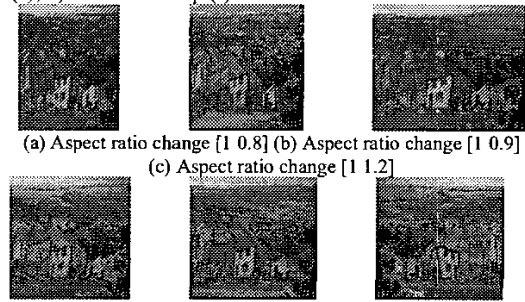 (a) Aspect ratio change [1 0.8] (b) Aspect ratio change [1 0.9]
(c) Aspect ratio change [1 1.2]